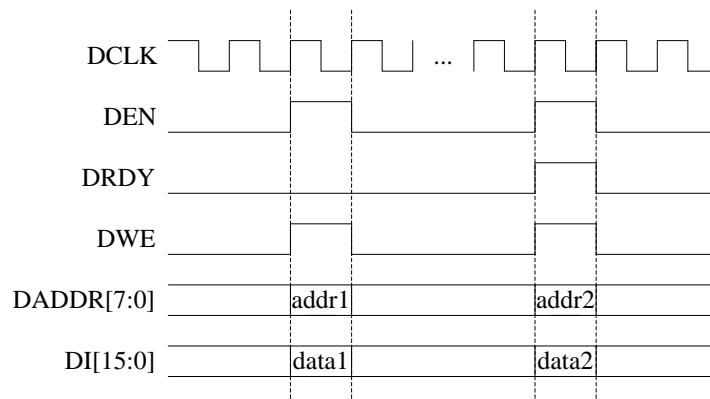 DCLK ...
DEN
DRDY
DWE
DADDR[7:0] addr1 addr2
DI[15:0] data1 data2